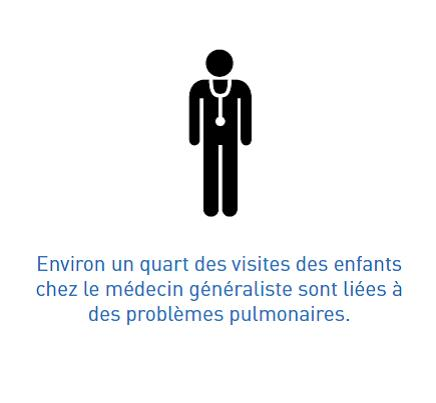 Environ un quart des visites des enfants
chez le médecin généraliste sont liées à
des problèmes pulmonaires.